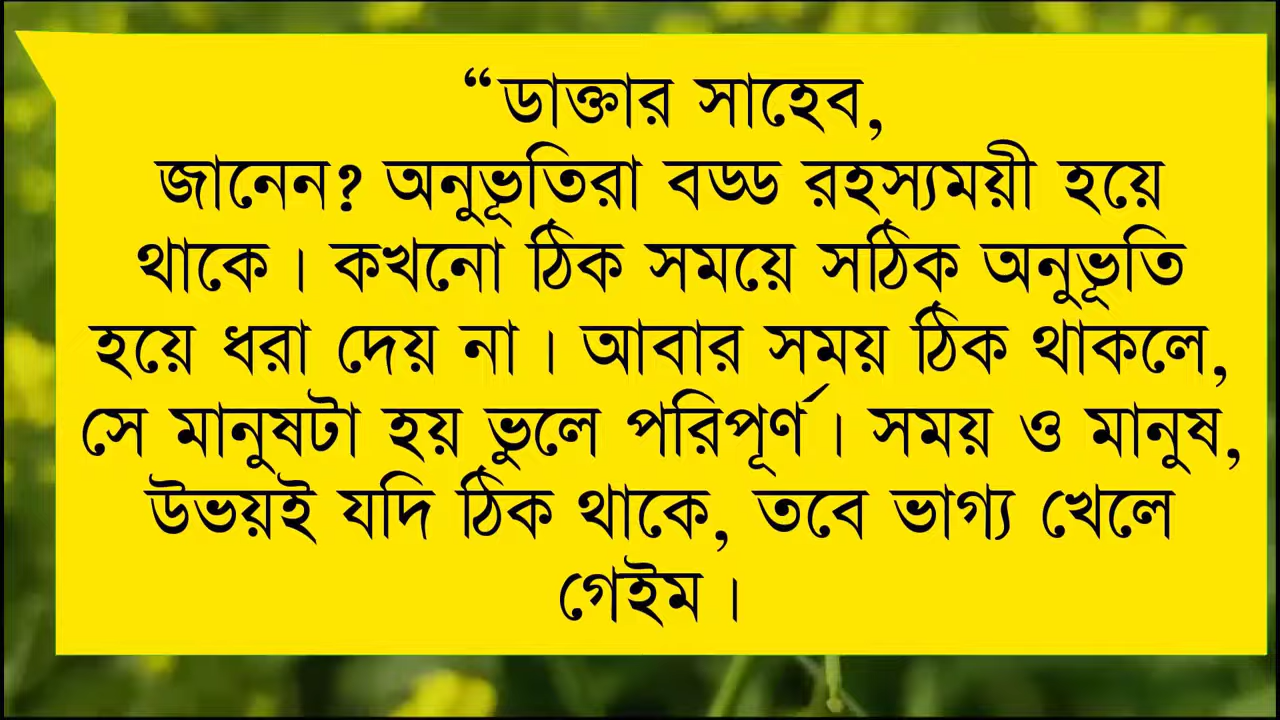 “ডাক্তার সাহেব,
জানেন? অনুভূতিরা বড্ড রহস্যময়ী হয়ে
থাকে। কখনো ঠিক সময়ে সঠিক অনুভূতি
হয়ে ধরা দেয় না। আবার সময় ঠিক থাকলে,
সে মানুষটা হয় ভুলে পরিপূর্ণ। সময় ও মানুষ,
উভয়ই যদি ঠিক থাকে, তবে ভাগ্য খেলে
গেইম।